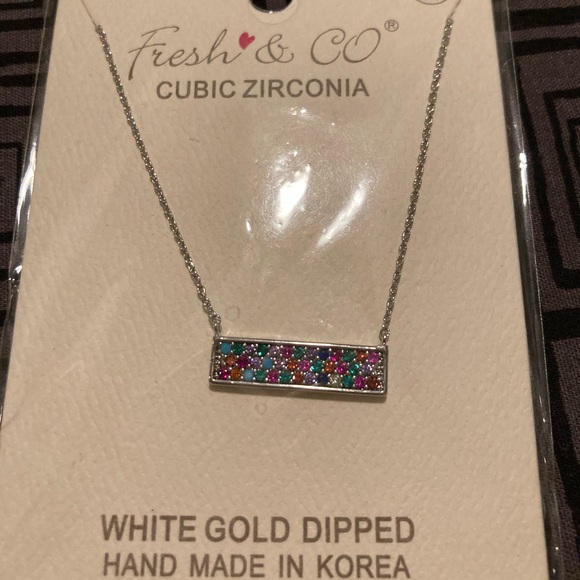 Fresh & CO®
CUBIC ZIRCONIA
WHITE GOLD DIPPED
HAND MADE IN KOREA